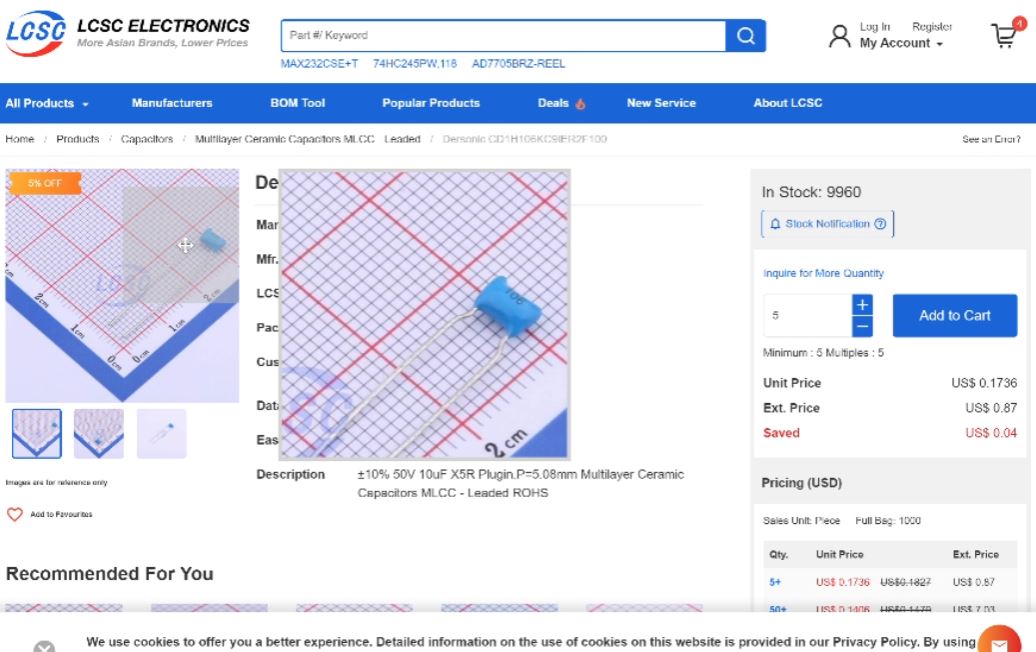 LCSC
LCSC ELECTRONICS
More Asian Brands, Lower Prices
Part #/ Keyword
MAX232CSE+T 74HC245PW,118 AD7705BRZ-REEL
Log In Register
My Account
4
All Products Manufacturers BOM Tool Popular Products Deals New Service About LCSC
Home / Products / Capacitors / Multilayer Ceramic Capacitors MLCC - Leaded / Dersonic
See an Error?
5% OFF
De
Mar
Mfr.
LCS
Pac
Cus
Data
Eas
106
2 cm
2cm
1cm
0cm
0cm
1cm
Description ±10% 50V 10uF X5R Plugin,P=5.08mm Multilayer Ceramic
Capacitors MLCC - Leaded ROHS
Images are for reference only
Add to Favourites
Recommended For You
In Stock: 9960
Stock Notification
Inquire for More Quantity
5
+
−
Add to Cart
Minimum : 5 Multiples : 5
Unit Price US$ 0.1736
Ext. Price US$ 0.87
Saved US$ 0.04
Pricing (USD)
Sales Unit: Piece Full Bag: 1000
Qty. Unit Price Ext. Price
5+ US$ 0.1736 US$0.1827 US$ 0.87
50+ US$ 0.1406 US$0.1479 US$ 7.03
We use cookies to offer you a better experience. Detailed information on the use of cookies on this website is provided in our Privacy Policy. By using